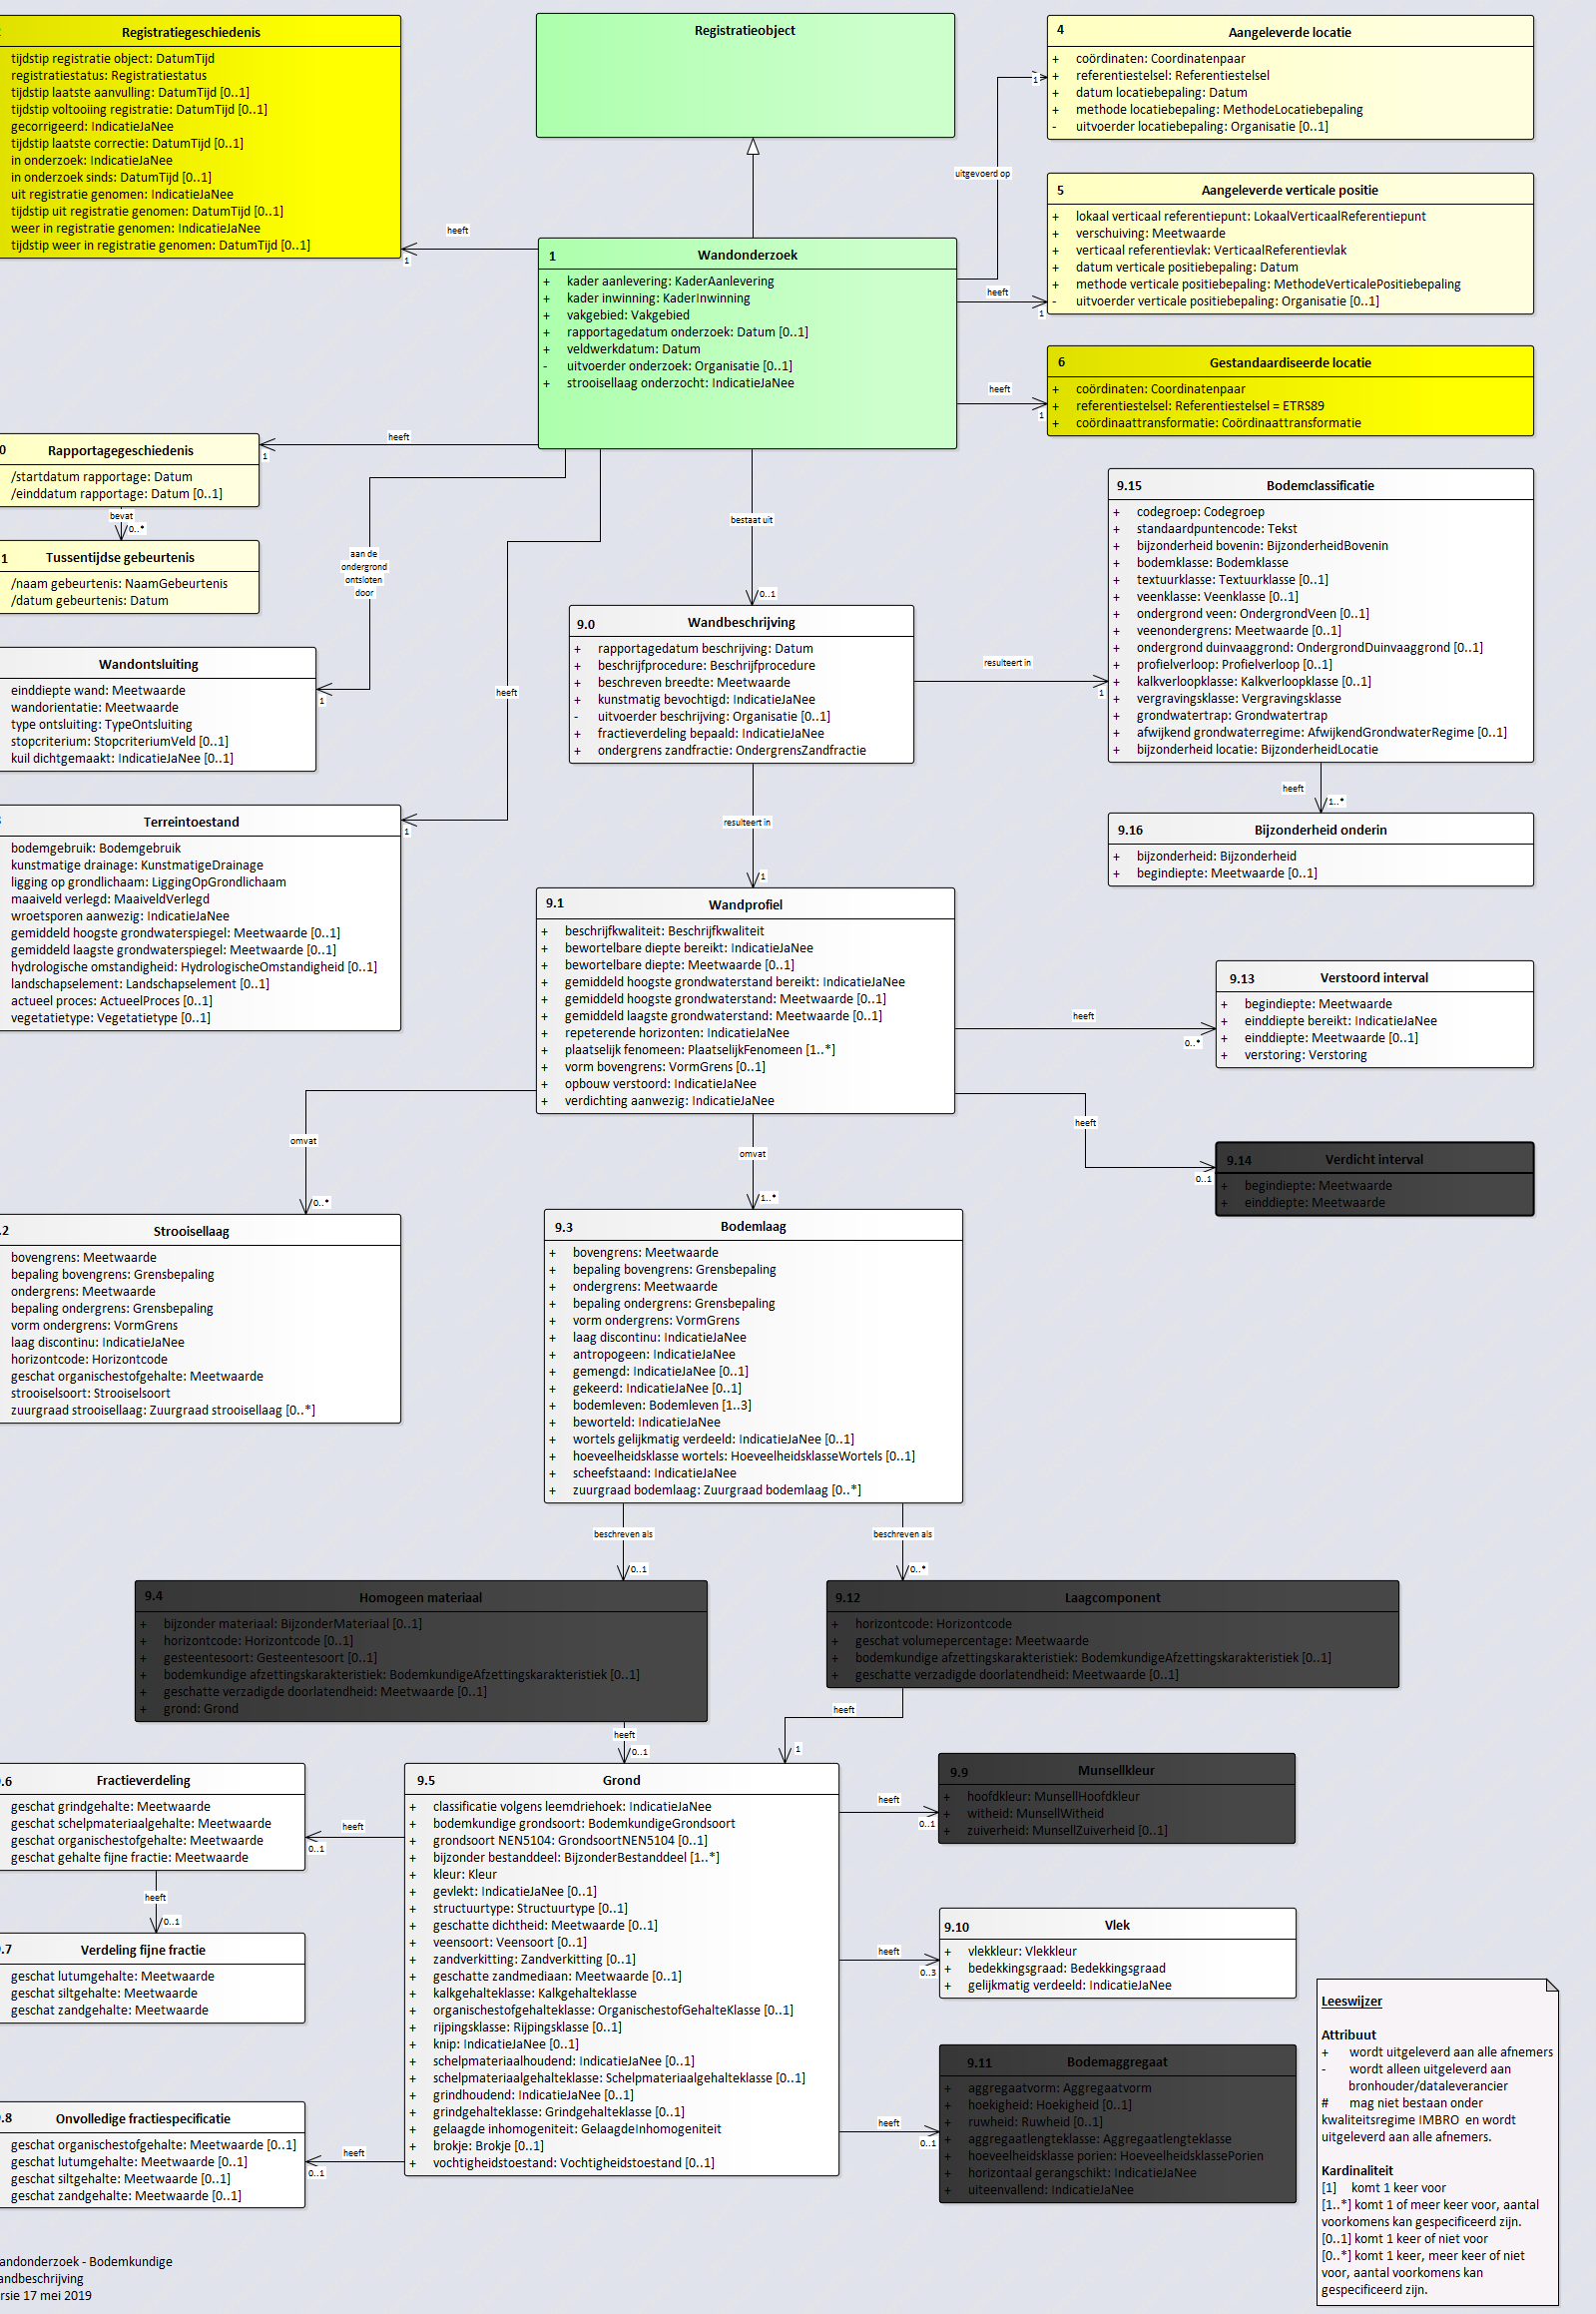 Registratiegeschiedenis
tijdstip registratie object: DatumTijd
registratiestatus: Registratiestatus
tijdstip laatste aanvulling: DatumTijd [0..1]
tijdstip voltooiing registratie: DatumTijd [0..1]
gecorrigeerd: IndicatieJaNee
tijdstip laatste correctie: DatumTijd [0..1]
in onderzoek: IndicatieJaNee
in onderzoek sinds: DatumTijd [0..1]
uit registratie genomen: IndicatieJaNee
tijdstip uit registratie genomen: DatumTijd [0..1]
weer in registratie genomen: IndicatieJaNee
tijdstip weer in registratie genomen: DatumTijd [0..1]
Registratieobject
4 Aangeleverde locatie
+ coördinaten: Coordinatenpaar
+ referentiestelsel: Referentiestelsel
+ datum locatiebepaling: Datum
+ methode locatiebepaling: MethodeLocatiebepaling
- uitvoerder locatiebepaling: Organisatie [0..1]
1
uitgevoerd op
5 Aangeleverde verticale positie
+ lokaal verticaal referentiepunt: LokaalVerticaalReferentiepunt
+ verschuiving: Meetwaarde
+ verticaal referentievlak: VerticaalReferentievlak
+ datum verticale positiebepaling: Datum
+ methode verticale positiebepaling: MethodeVerticalePositiebepaling
- uitvoerder verticale positiebepaling: Organisatie [0..1]
heeft
1
heeft
1
1 Wandonderzoek
+ kader aanlevering: KaderAanlevering
+ kader inwinning: KaderInwinning
+ vakgebied: Vakgebied
+ rapportagedatum onderzoek: Datum [0..1]
+ veldwerkdatum: Datum
- uitvoerder onderzoek: Organisatie [0..1]
+ strooisellaag onderzocht: IndicatieJaNee
6 Gestandaardiseerde locatie
+ coördinaten: Coordinatenpaar
+ referentiestelsel: Referentiestelsel = ETRS89
+ coördinaattransformatie: Coördinaattransformatie
heeft
1
0 Rapportagegeschiedenis
/startdatum rapportage: Datum
/einddatum rapportage: Datum [0..1]
heeft
1
bevat
0..*
1 Tussentijdse gebeurtenis
/naam gebeurtenis: NaamGebeurtenis
/datum gebeurtenis: Datum
aan de
ondergrond
ontsloten
door
1
bestaat uit
0..1
9.15 Bodemclassificatie
+ codegroep: Codegroep
+ standaardpuntencode: Tekst
+ bijzonderheid bovenin: BijzonderheidBovenin
+ bodemklasse: Bodemklasse
+ textuurklasse: Textuurklasse [0..1]
+ veenklasse: Veenklasse [0..1]
+ ondergrond veen: OndergrondVeen [0..1]
+ veenondergrens: Meetwaarde [0..1]
+ ondergrond duinvaaggrond: OndergrondDuinvaaggrond [0..1]
+ profielverloop: Profielverloop [0..1]
+ kalkverloopklasse: Kalkverloopklasse [0..1]
+ vergravingsklasse: Vergravingsklasse
+ grondwatertrap: Grondwatertrap
+ afwijkend grondwaterregime: AfwijkendGrondwaterRegime [0..1]
+ bijzonderheid locatie: BijzonderheidLocatie
Wandontsluiting
einddiepte wand: Meetwaarde
wandorientatie: Meetwaarde
type ontsluiting: TypeOntsluiting
stopcriterium: StopcriteriumVeld [0..1]
kuil dichtgemaakt: IndicatieJaNee [0..1]
9.0 Wandbeschrijving
+ rapportagedatum beschrijving: Datum
+ beschrijfprocedure: Beschrijfprocedure
+ beschreven breedte: Meetwaarde
+ kunstmatig bevochtigd: IndicatieJaNee
- uitvoerder beschrijving: Organisatie [0..1]
+ fractieverdeling bepaald: IndicatieJaNee
+ ondergrens zandfractie: OndergrensZandfractie
resulteert in
1
heeft
1
heeft
1..*
9.16 Bijzonderheid onderin
+ bijzonderheid: Bijzonderheid
+ begindiepte: Meetwaarde [0..1]
Terreintoestand
bodemgebruik: Bodemgebruik
kunstmatige drainage: KunstmatigeDrainage
ligging op grondlichaam: LiggingOpGrondlichaam
maaiveld verlegd: MaaiveldVerlegd
wroetsporen aanwezig: IndicatieJaNee
gemiddeld hoogste grondwaterspiegel: Meetwaarde [0..1]
gemiddeld laagste grondwaterspiegel: Meetwaarde [0..1]
hydrologische omstandigheid: HydrologischeOmstandigheid [0..1]
landschapselement: Landschapselement [0..1]
actueel proces: ActueelProces [0..1]
vegetatietype: Vegetatietype [0..1]
resulteert in
1
9.1 Wandprofiel
+ beschrijfkwaliteit: Beschrijfkwaliteit
+ bewortelbare diepte bereikt: IndicatieJaNee
+ bewortelbare diepte: Meetwaarde [0..1]
+ gemiddeld hoogste grondwaterstand bereikt: IndicatieJaNee
+ gemiddeld hoogste grondwaterstand: Meetwaarde [0..1]
+ gemiddeld laagste grondwaterstand: Meetwaarde [0..1]
+ repeterende horizonten: IndicatieJaNee
+ plaatselijk fenomeen: PlaatselijkFenomeen [1..*]
+ vorm bovengrens: VormGrens [0..1]
+ opbouw verstoord: IndicatieJaNee
+ verdichting aanwezig: IndicatieJaNee
9.13 Verstoord interval
+ begindiepte: Meetwaarde
+ einddiepte bereikt: IndicatieJaNee
+ einddiepte: Meetwaarde [0..1]
+ verstoring: Verstoring
heeft
0..*
heeft
0..1
9.14 Verdicht interval
+ begindiepte: Meetwaarde
+ einddiepte: Meetwaarde
omvat
0..*
omvat
1..*
.2 Strooisellaag
bovengrens: Meetwaarde
bepaling bovengrens: Grensbepaling
ondergrens: Meetwaarde
bepaling ondergrens: Grensbepaling
vorm ondergrens: VormGrens
laag discontinu: IndicatieJaNee
horizontcode: Horizontcode
geschat organischestofgehalte: Meetwaarde
strooiselsoort: Strooiselsoort
zuurgraad strooisellaag: Zuurgraad strooisellaag [0..*]
9.3 Bodemlaag
+ bovengrens: Meetwaarde
+ bepaling bovengrens: Grensbepaling
+ ondergrens: Meetwaarde
+ bepaling ondergrens: Grensbepaling
+ vorm ondergrens: VormGrens
+ laag discontinu: IndicatieJaNee
+ antropogeen: IndicatieJaNee
+ gemengd: IndicatieJaNee [0..1]
+ gekeerd: IndicatieJaNee [0..1]
+ bodemleven: Bodemleven [1..3]
+ beworteld: IndicatieJaNee
+ wortels gelijkmatig verdeeld: IndicatieJaNee [0..1]
+ hoeveelheidsklasse wortels: HoeveelheidsklasseWortels [0..1]
+ scheefstaand: IndicatieJaNee
+ zuurgraad bodemlaag: Zuurgraad bodemlaag [0..*]
beschreven als
0..1
beschreven als
0..*
9.4 Homogeen materiaal
+ bijzonder materiaal: BijzonderMateriaal [0..1]
+ horizontcode: Horizontcode [0..1]
+ gesteentesoort: Gesteentesoort [0..1]
+ bodemkundige afzettingskarakteristiek: BodemkundigeAfzettingskarakteristiek [0..1]
+ geschatte verzadigde doorlatendheid: Meetwaarde [0..1]
+ grond: Grond
9.12 Laagcomponent
+ horizontcode: Horizontcode
+ geschat volumepercentage: Meetwaarde
+ bodemkundige afzettingskarakteristiek: BodemkundigeAfzettingskarakteristiek [0..1]
+ geschatte verzadigde doorlatendheid: Meetwaarde [0..1]
heeft
0..1
heeft
1
.6 Fractieverdeling
geschat grindgehalte: Meetwaarde
geschat schelpmateriaalgehalte: Meetwaarde
geschat organischestofgehalte: Meetwaarde
geschat gehalte fijne fractie: Meetwaarde
heeft
0..1
heeft
0..1
.7 Verdeling fijne fractie
geschat lutumgehalte: Meetwaarde
geschat siltgehalte: Meetwaarde
geschat zandgehalte: Meetwaarde
.8 Onvolledige fractiespecificatie
geschat organischestofgehalte: Meetwaarde [0..1]
geschat lutumgehalte: Meetwaarde [0..1]
geschat siltgehalte: Meetwaarde [0..1]
geschat zandgehalte: Meetwaarde [0..1]
heeft
0..1
9.5 Grond
+ classificatie volgens leemdriehoek: IndicatieJaNee
+ bodemkundige grondsoort: BodemkundigeGrondsoort
+ grondsoort NEN5104: GrondsoortNEN5104 [0..1]
+ bijzonder bestanddeel: BijzonderBestanddeel [1..*]
+ kleur: Kleur
+ gevlekt: IndicatieJaNee [0..1]
+ structuurtype: Structuurtype [0..1]
+ geschatte dichtheid: Meetwaarde [0..1]
+ veensoort: Veensoort [0..1]
+ zandverkitting: Zandverkitting [0..1]
+ geschatte zandmediaan: Meetwaarde [0..1]
+ kalkgehalteklasse: Kalkgehalteklasse
+ organischestofgehalteklasse: OrganischestofGehalteKlasse [0..1]
+ rijpingsklasse: Rijpingsklasse [0..1]
+ knip: IndicatieJaNee [0..1]
+ schelpmateriaalhoudend: IndicatieJaNee [0..1]
+ schelpmateriaalgehalteklasse: Schelpmateriaalgehalteklasse [0..1]
+ grindhoudend: IndicatieJaNee [0..1]
+ grindgehalteklasse: Grindgehalteklasse [0..1]
+ gelaagde inhomogeniteit: GelaagdeInhomogeniteit
+ brokje: Brokje [0..1]
+ vochtigheidstoestand: Vochtigheidstoestand [0..1]
heeft
0..1
9.9 Munsellkleur
+ hoofdkleur: MunsellHoofdkleur
+ witheid: MunsellWitheid
+ zuiverheid: MunsellZuiverheid [0..1]
heeft
0..3
9.10 Vlek
+ vlekkleur: Vlekkleur
+ bedekkingsgraad: Bedekkingsgraad
+ gelijkmatig verdeeld: IndicatieJaNee
heeft
0..1
9.11 Bodemaggregaat
+ aggregaatvorm: Aggregaatvorm
+ hoekigheid: Hoekigheid [0..1]
+ ruwheid: Ruwheid [0..1]
+ aggregaatlengteklasse: Aggregaatlengteklasse
+ hoeveelheidsklasse porien: HoeveelheidsklassePorien
+ horizontaal gerangschikt: IndicatieJaNee
+ uiteenvallend: IndicatieJaNee
Leeswijzer
Attribuut
+ wordt uitgeleverd aan alle afnemers
- wordt alleen uitgeleverd aan
bronhouder/dataleverancier
# mag niet bestaan onder
kwaliteitsregime IMBRO en wordt
uitgeleverd aan alle afnemers.
Kardinaliteit
[1] komt 1 keer voor
[1..*] komt 1 of meer keer voor, aantal
voorkomens kan gespecificeerd zijn.
[0..1] komt 1 keer of niet voor
[0..*] komt 1 keer, meer keer of niet
voor, aantal voorkomens kan
gespecificeerd zijn.
andonderzoek - Bodemkundige
andbeschrijving
rsie 17 mei 2019